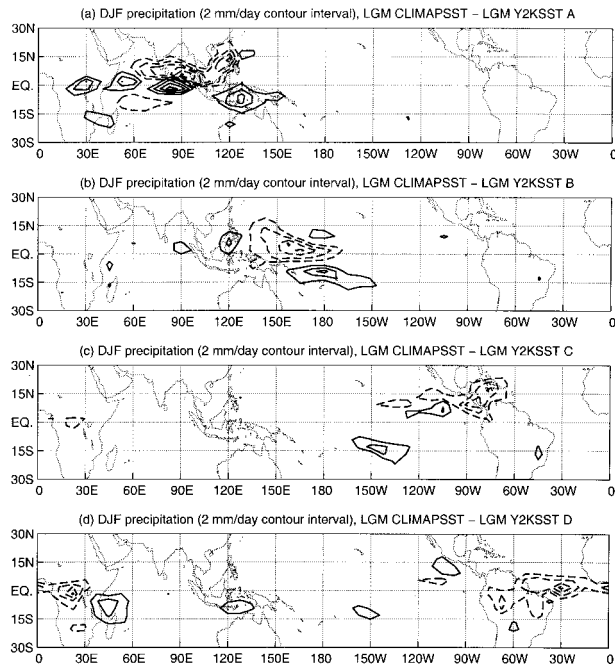 (a) DJF precipitation (2 mm/day contour interval), LGM CLIMAPSST – LGM Y2KSST A
30N
15N
EQ.
15S
30S
0 30E 60E 90E 120E 150E 180 150W 120W 90W 60W 30W 0
(b) DJF precipitation (2 mm/day contour interval), LGM CLIMAPSST – LGM Y2KSST B
30N
15N
EQ.
15S
30S
0 30E 60E 90E 120E 150E 180 150W 120W 90W 60W 30W 0
(c) DJF precipitation (2 mm/day contour interval), LGM CLIMAPSST – LGM Y2KSST C
30N
15N
EQ.
15S
30S
0 30E 60E 90E 120E 150E 180 150W 120W 90W 60W 30W 0
(d) DJF precipitation (2 mm/day contour interval), LGM CLIMAPSST – LGM Y2KSST D
30N
15N
EQ.
15S
30S
0 30E 60E 90E 120E 150E 180 150W 120W 90W 60W 30W 0